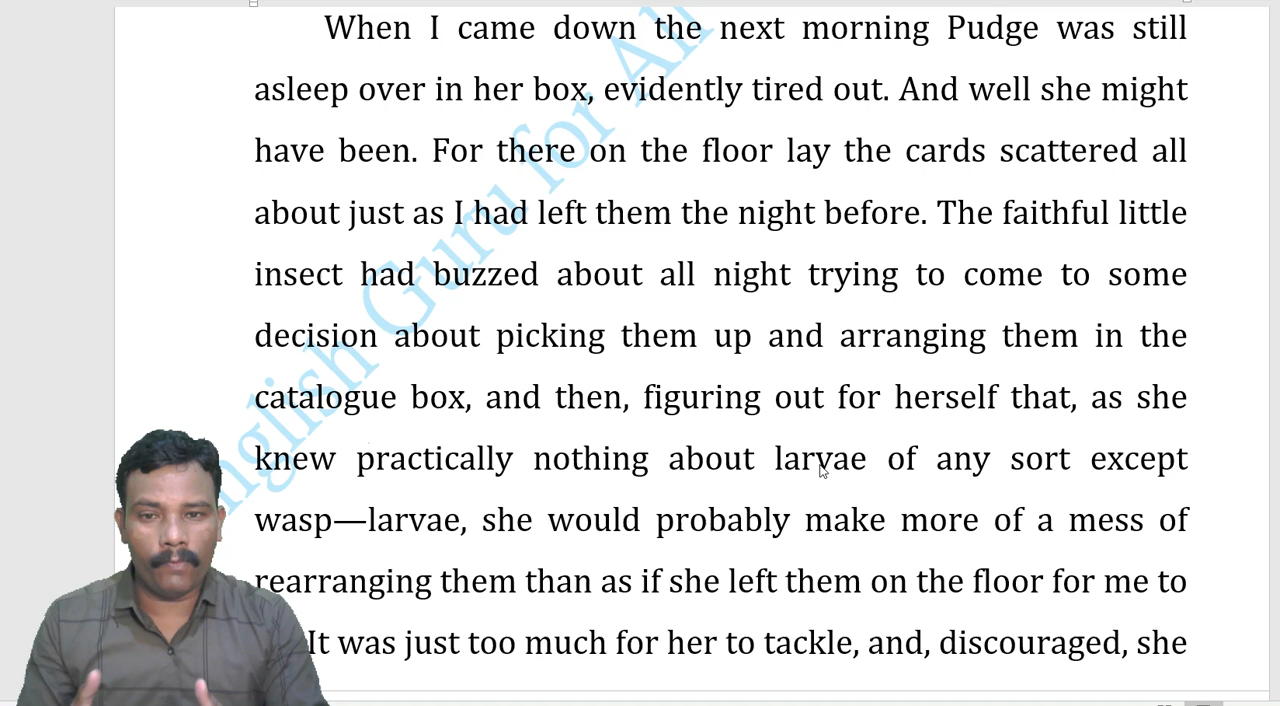 When I came down the next morning Pudge was still
asleep over in her box, evidently tired out. And well she might
have been. For there on the floor lay the cards scattered all
about just as I had left them the night before. The faithful little
insect had buzzed about all night trying to come to some
decision about picking them up and arranging them in the
catalogue box, and then, figuring out for herself that, as she
knew practically nothing about larvae of any sort except
wasp—larvae, she would probably make more of a mess of
rearranging them than as if she left them on the floor for me to
It was just too much for her to tackle, and, discouraged, she
English Guru for All